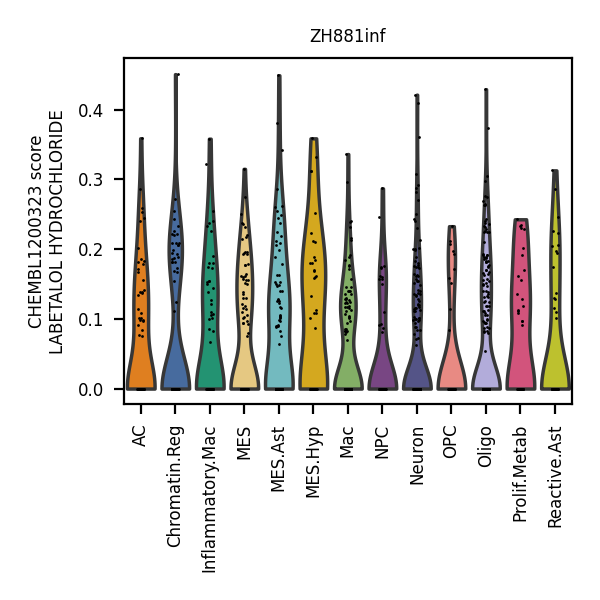 ZH881inf
CHEMBL1200323 score
LABETALOL HYDROCHLORIDE
0.4
0.3
0.2
0.1
0.0
AC
Chromatin.Reg
Inflammatory.Mac
MES
MES.Ast
MES.Hyp
Mac
NPC
Neuron
OPC
Oligo
Prolif.Metab
Reactive.Ast